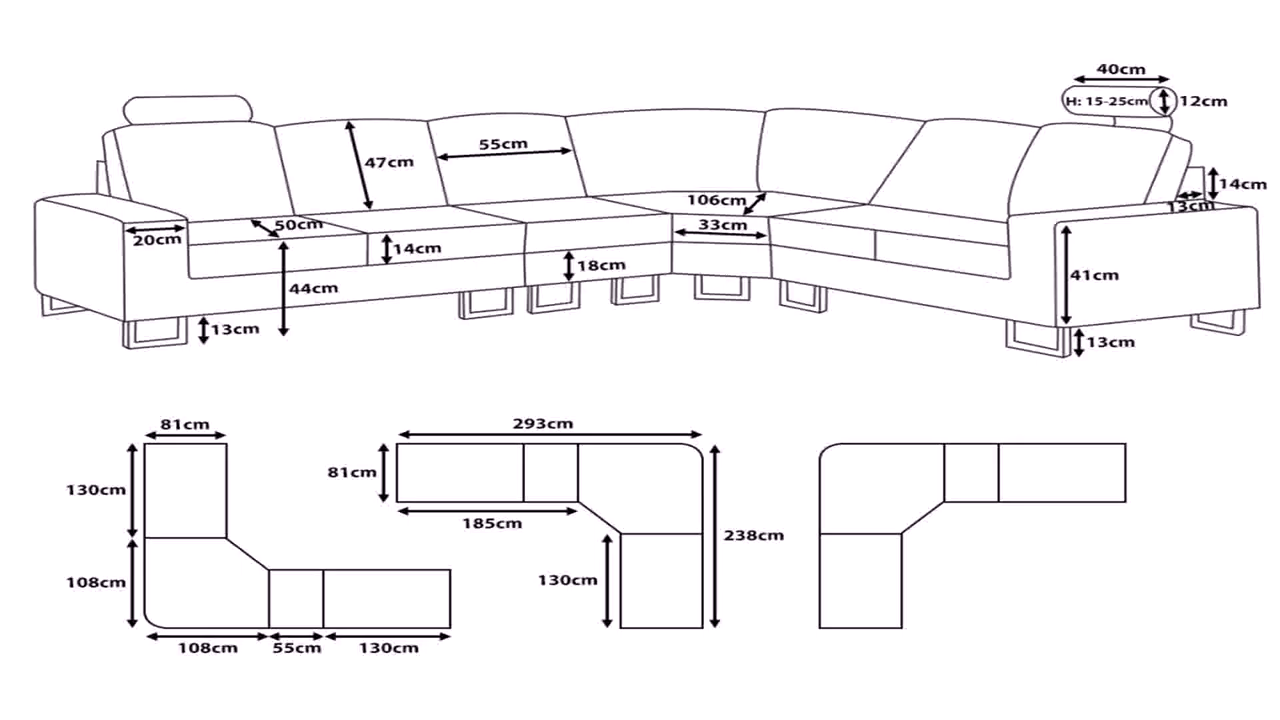 40cm
H: 15-25cm
12cm
55cm
47cm
14cm
13cm
106cm
50cm
33cm
20cm
14cm
18cm
41cm
44cm
13cm
13cm
81cm
293cm
130cm
81cm
185cm
238cm
108cm
130cm
108cm
55cm
130cm